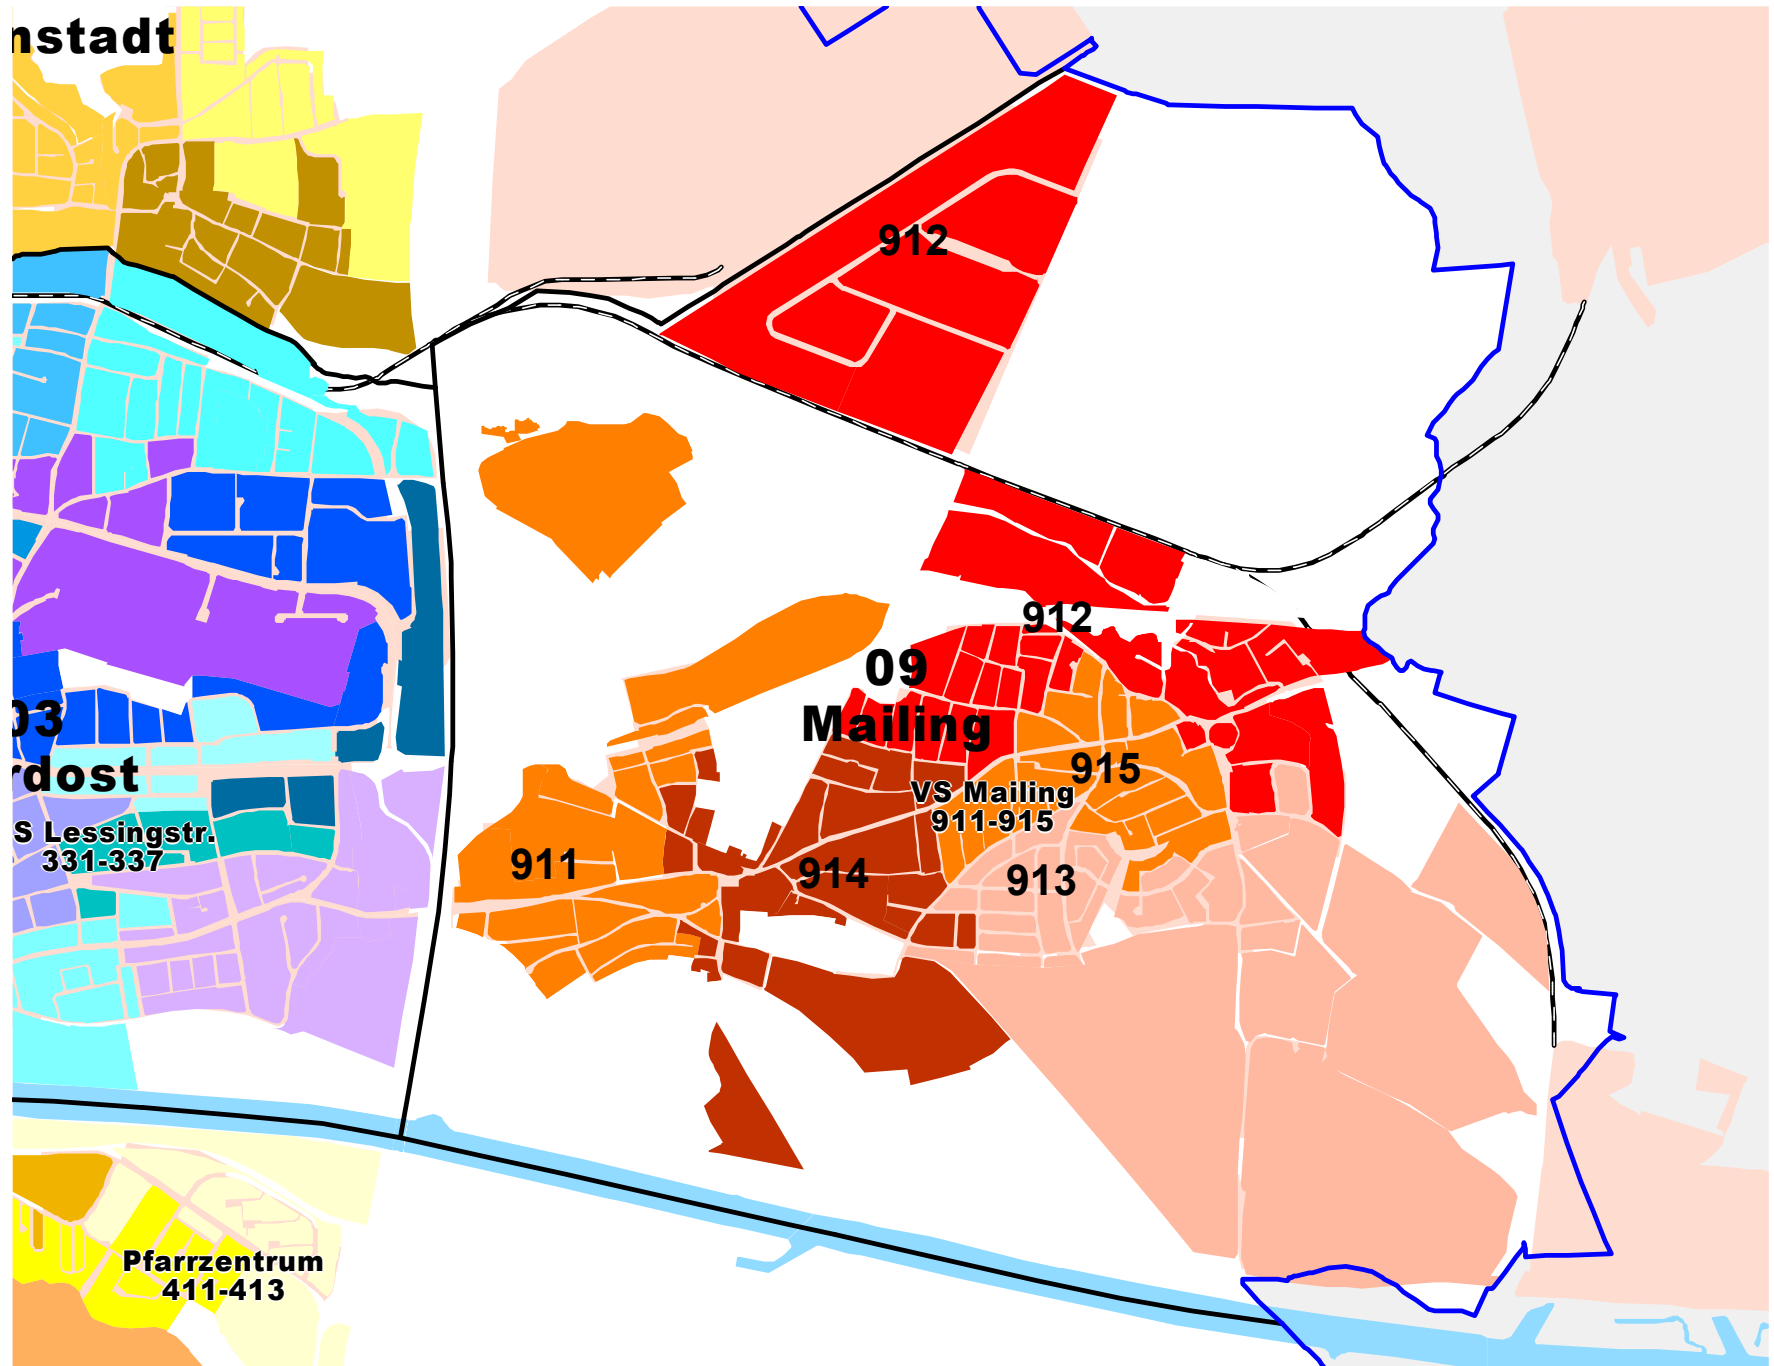 nstadt
912
912
09
Mailing
03
rdost
915
VS Mailing
911-915
S Lessingstr.
331-337
911
914
913
Pfarrzentrum
411-413